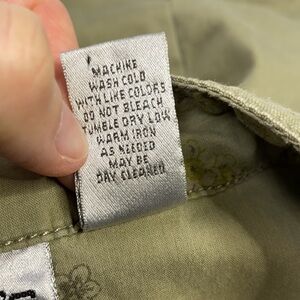 MACHINE
WASH COLD
WITH LIKE COLORS
DO NOT BLEACH
TUMBLE DRY LOW
WARM IRON
AS NEEDED
MAY BE
DRY CLEANED